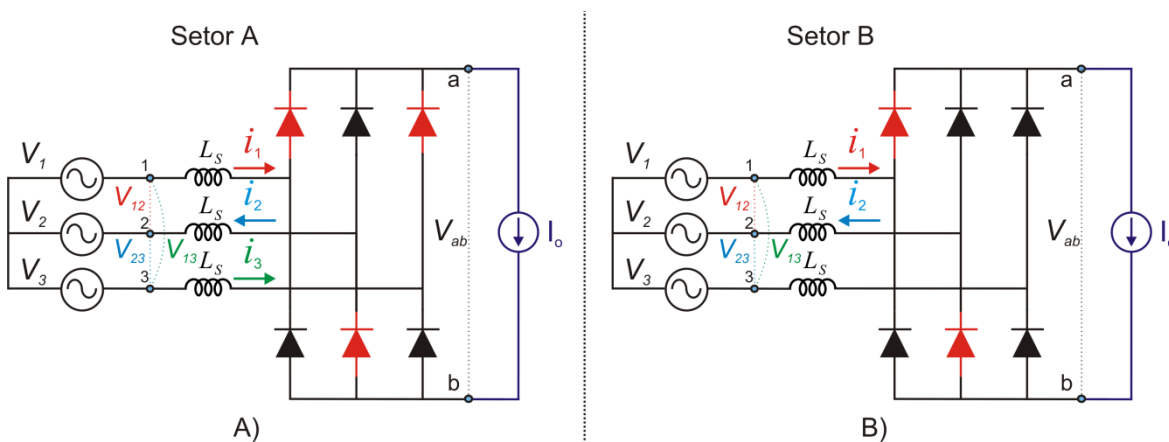 Setor A
a
V1
1
LS
i1
V12
V2
2
LS
i2
Vab
Io
V23
V13
V3
3
LS
i3
b
A)
Setor B
a
V1
1
LS
i1
V12
V2
2
LS
i2
Vab
V23
V13
V3
3
LS
b
B)